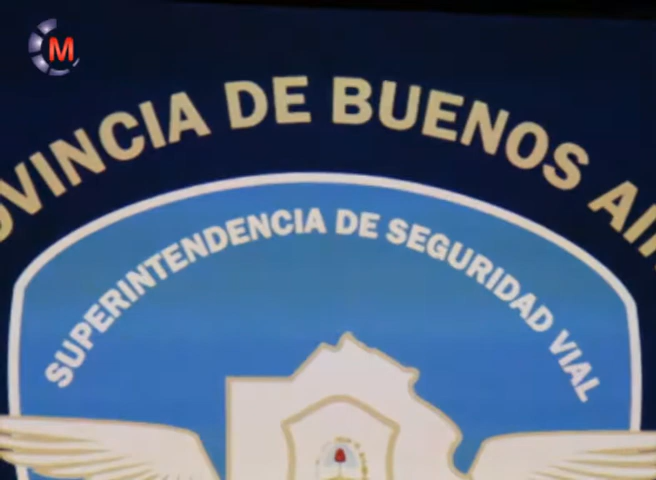 M
OVINCIA DE BUENOS AI
SUPERINTENDENCIA DE SEGURIDAD VIAL